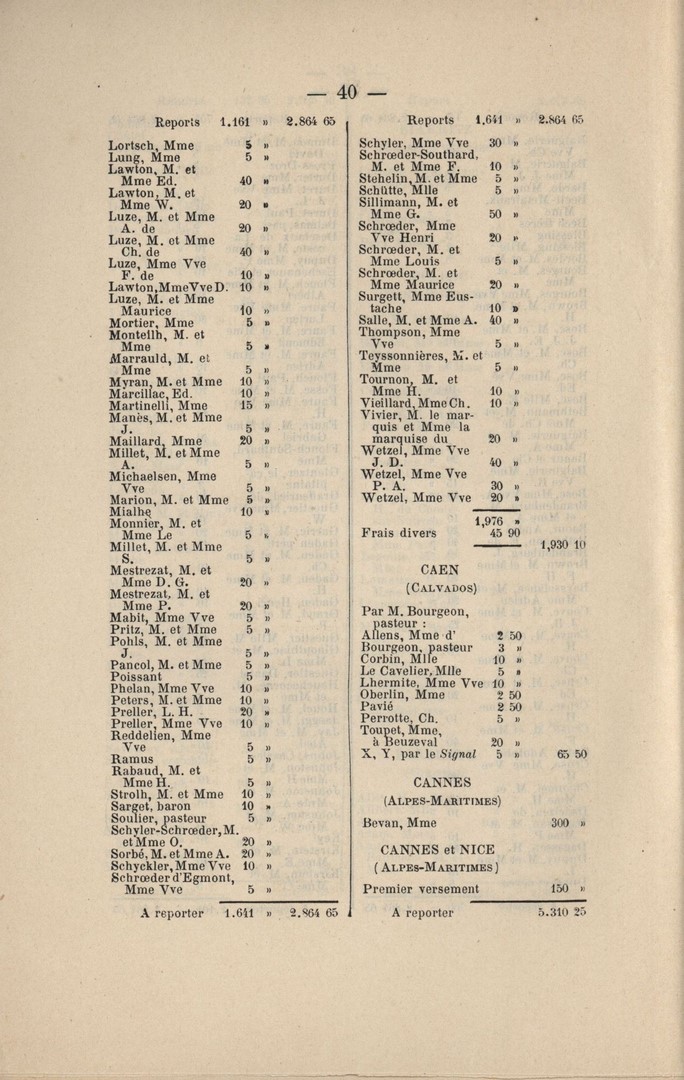 — 40 —
Reports 1.161 » 2.864 65
Lortsch, Mme 5 »
Lung, Mme 5 »
Lawton, M. et
Mme Ed. 40 »
Lawton, M. et
Mme W. 20 »
Luze, M. et Mme
A. de 20 »
Luze, M. et Mme
Ch. de 40 »
Luze, Mme Vve
F. de 10 »
Lawton, Mme Vve D. 10 »
Luze, M. et Mme
Maurice 10 »
Mortier, Mme 5 »
Monteilh, M. et
Mme 5 »
Marrauld, M. et
Mme 5 »
Myran, M. et Mme 10 »
Marcillac, Ed. 10 »
Martinelli, Mme 15 »
Manès, M. et Mme
J. 5 »
Maillard, Mme 20 »
Millet, M. et Mme
A. 5 »
Michaelsen, Mme
Vve 5 »
Marion, M. et Mme 5 »
Mialhe 10 »
Monnier, M. et
Mme Le 5 »
Millet, M. et Mme
S. 5 »
Mestrezat, M. et
Mme D. G. 20 »
Mestrezat, M. et
Mme P. 20 »
Mabit, Mme Vve 5 »
Pritz, M. et Mme 5 »
Pohls, M. et Mme
J. 5 »
Pancol, M. et Mme 5 »
Poissant 5 »
Phelan, Mme Vve 10 »
Peters, M. et Mme 10 »
Preller, L. H. 20 »
Preller, Mme Vve 10 »
Reddelien, Mme
Vve 5 »
Ramus 5 »
Rabaud, M. et
Mme H. 5 »
Strolh, M. et Mme 10 »
Sarget, baron 10 »
Soulier, pasteur 5 »
Schyler-Schrœder, M.
et Mme O. 20 »
Sorbé, M. et Mme A. 20 »
Schyckler, Mme Vve 10 »
Schrœder d'Egmont,
Mme Vve 5 »
A reporter 1.641 » 2.864 65
Reports 1.641 » 2.864 65
Schyler, Mme Vve 30 »
Schrœder-Southard,
M. et Mme F. 10 »
Stehelin, M. et Mme 5 »
Schütte, Mlle 5 »
Sillimann, M. et
Mme G. 50 »
Schrœder, Mme
Vve Henri 20 »
Schrœder, M. et
Mme Louis 5 »
Schrœder, M. et
Mme Maurice 20 »
Surgett, Mme Eus-
tache 10 »
Salle, M. et Mme A. 40 »
Thompson, Mme
Vve 5 »
Teyssonnières, M. et
Mme 5 »
Tournon, M. et
Mme H. 10 »
Vieillard, Mme Ch. 10 »
Vivier, M. le mar-
quis et Mme la
marquise du 20 »
Wetzel, Mme Vve
J. D. 40 »
Wetzel, Mme Vve
P. A. 30 »
Wetzel, Mme Vve 20 »
1,976 »
Frais divers 45 90
1,930 10
CAEN
(CALVADOS)
Par M. Bourgeon,
pasteur :
Allens, Mme d' 2 50
Bourgeon, pasteur 3 »
Corbin, Mlle 10 »
Le Cavelier, Mlle 5 »
Lhermite, Mme Vve 10 »
Oberlin, Mme 2 50
Pavié 2 50
Perrotte, Ch. 5 »
Toupet, Mme,
à Beuzeval 20 »
X, Y, par le Signal 5 » 65 50
CANNES
(ALPES-MARITIMES)
Bevan, Mme 300 »
CANNES et NICE
(ALPES-MARITIMES)
Premier versement 150 »
A reporter 5.310 25